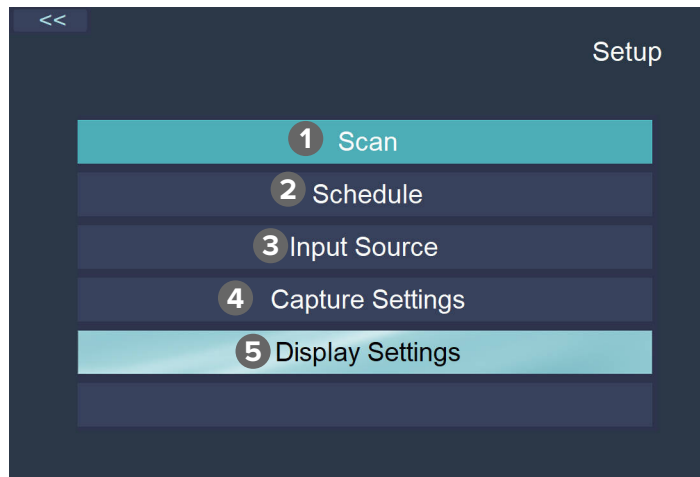 <<
Setup
1 Scan
2 Schedule
3 Input Source
4 Capture Settings
5 Display Settings